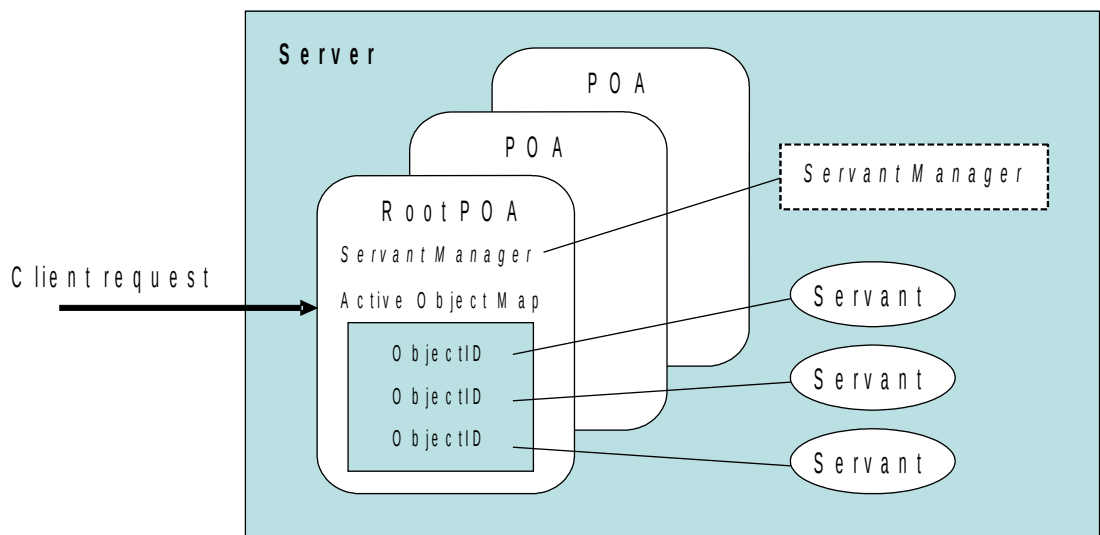 Server
POA
POA
RootPOA
ServantManager
Active Object Map
ObjectID
ObjectID
ObjectID
Client request
ServantManager
Servant
Servant
Servant